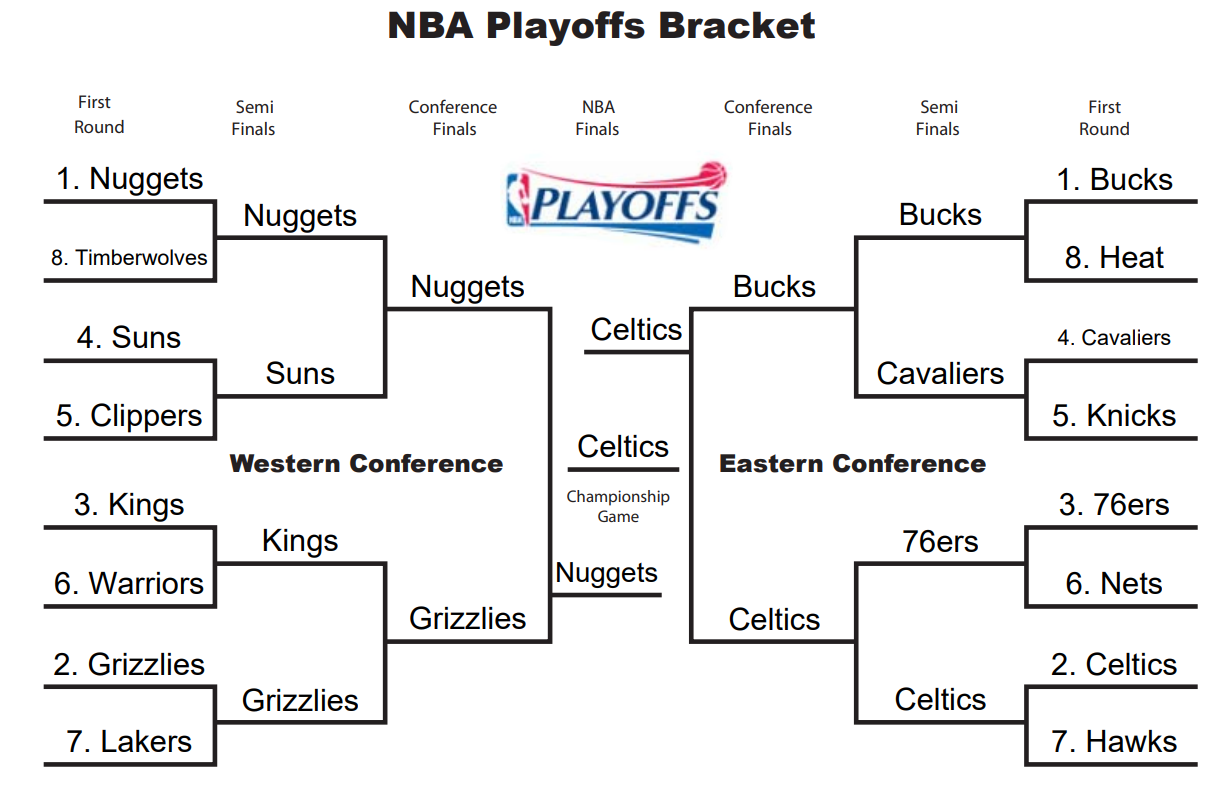 NBA Playoffs Bracket
First
Round
Semi
Finals
Conference
Finals
NBA
Finals
Conference
Finals
Semi
Finals
First
Round
1. Nuggets
8. Timberwolves
4. Suns
5. Clippers
3. Kings
6. Warriors
2. Grizzlies
7. Lakers
Nuggets
Suns
Western Conference
Kings
Grizzlies
Nuggets
Grizzlies
NBA
PLAYOFFS
Celtics
Celtics
Championship
Game
Nuggets
Bucks
Celtics
Bucks
Cavaliers
Eastern Conference
76ers
Celtics
1. Bucks
8. Heat
4. Cavaliers
5. Knicks
3. 76ers
6. Nets
2. Celtics
7. Hawks